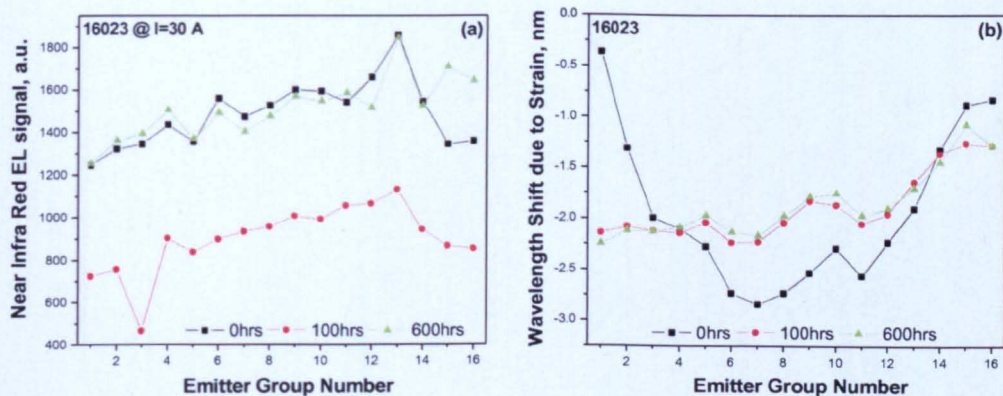 16023 @ I=30 A (a)
1800
1600
1400
1200
1000
800
600
400
2 4 6 8 10 12 14 16
Near Infra Red EL signal, a.u.
0hrs 100hrs 600hrs
Emitter Group Number
16023 (b)
0.0
-0.5
-1.0
-1.5
-2.0
-2.5
-3.0
2 4 6 8 10 12 14 16
Wavelength Shift due to Strain, nm
0hrs 100hrs 600hrs
Emitter Group Number